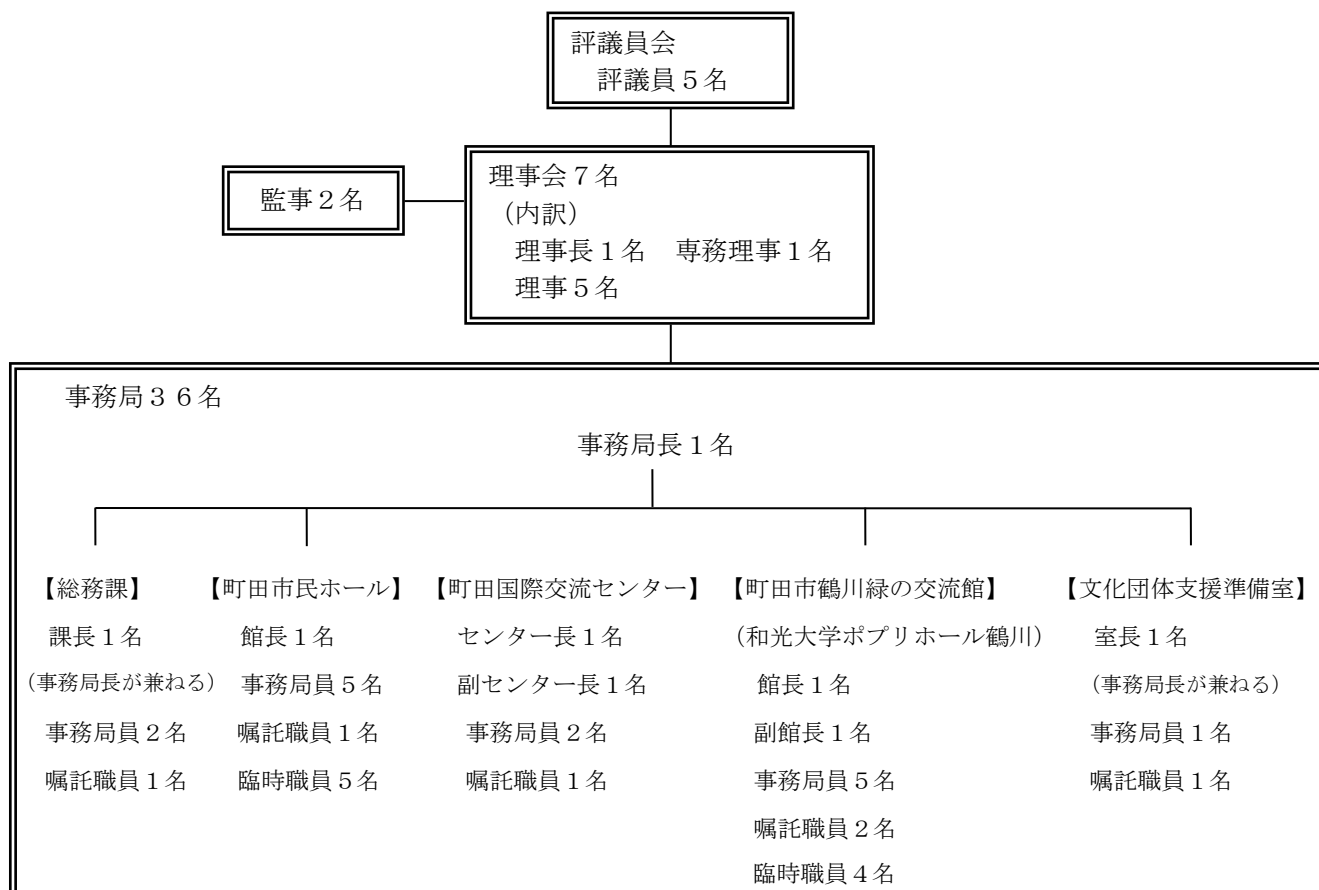 評議員会
評議員5名
監事2名
理事会7名
（内訳）
理事長1名　専務理事1名
理事5名
事務局36名
事務局長1名
【総務課】
課長1名
（事務局長が兼ねる）
事務局員2名
嘱託職員1名
【町田市民ホール】
館長1名
事務局員5名
嘱託職員1名
臨時職員5名
【町田国際交流センター】
センター長1名
副センター長1名
事務局員2名
嘱託職員1名
【町田市鶴川緑の交流館】
（和光大学ポプリホール鶴川）
館長1名
副館長1名
事務局員5名
嘱託職員2名
臨時職員4名
【文化団体支援準備室】
室長1名
（事務局長が兼ねる）
事務局員1名
嘱託職員1名